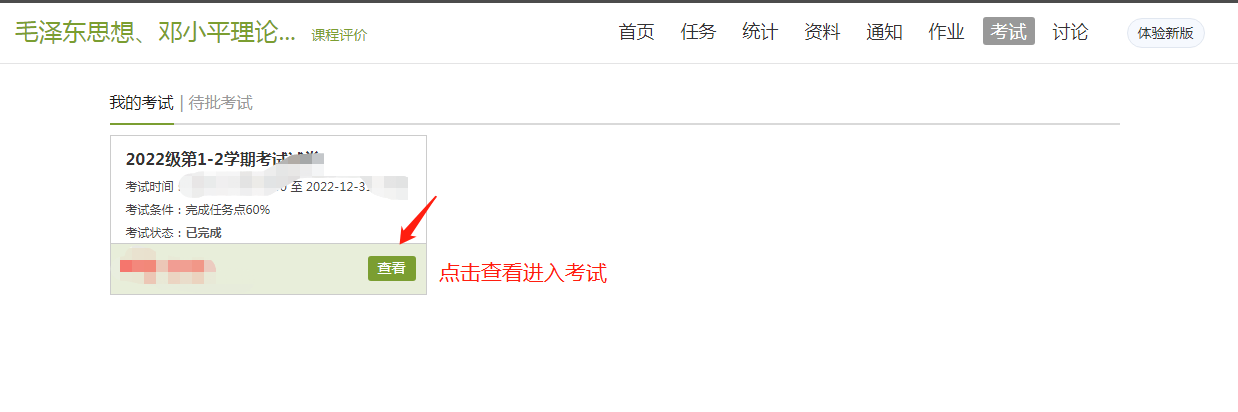 毛泽东思想、邓小平理论... 课程评价 首页 任务 统计 资料 通知 作业 考试 讨论 体验新版
我的考试 | 待批考试
2022级第1-2学期考试试卷
考试时间： 至 2022-12-31
考试条件：完成任务点60%
考试状态：已完成
查看 点击查看进入考试